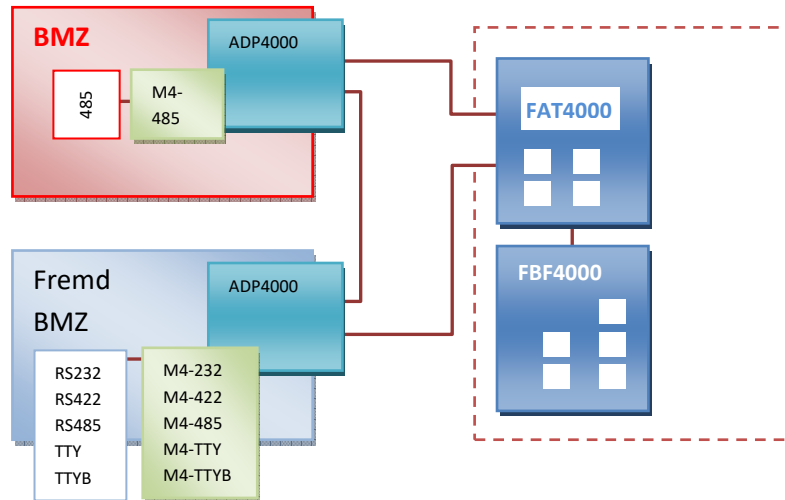 BMZ
ADP4000
485
M4-
485
FAT4000
FBF4000
Fremd
BMZ
ADP4000
RS232
RS422
RS485
TTY
TTYB
M4-232
M4-422
M4-485
M4-TTY
M4-TTYB